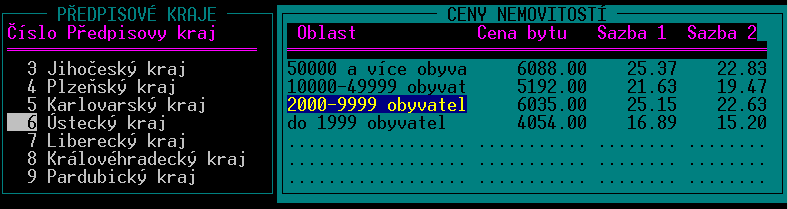 PŘEDPISOVÉ KRAJE
Číslo Předpisovy kraj
3 Jihočeský kraj
4 Plzeňský kraj
5 Karlovarský kraj
6 Ústecký kraj
7 Liberecký kraj
8 Královéhradecký kraj
9 Pardubický kraj
CENY NEMOVITOSTÍ
Oblast Cena bytu Sazba 1 Sazba 2
50000 a více obyva 6088.00 25.37 22.83
10000-49999 obyvat 5192.00 21.63 19.47
2000-9999 obyvatel 6035.00 25.15 22.63
do 1999 obyvatel 4054.00 16.89 15.20